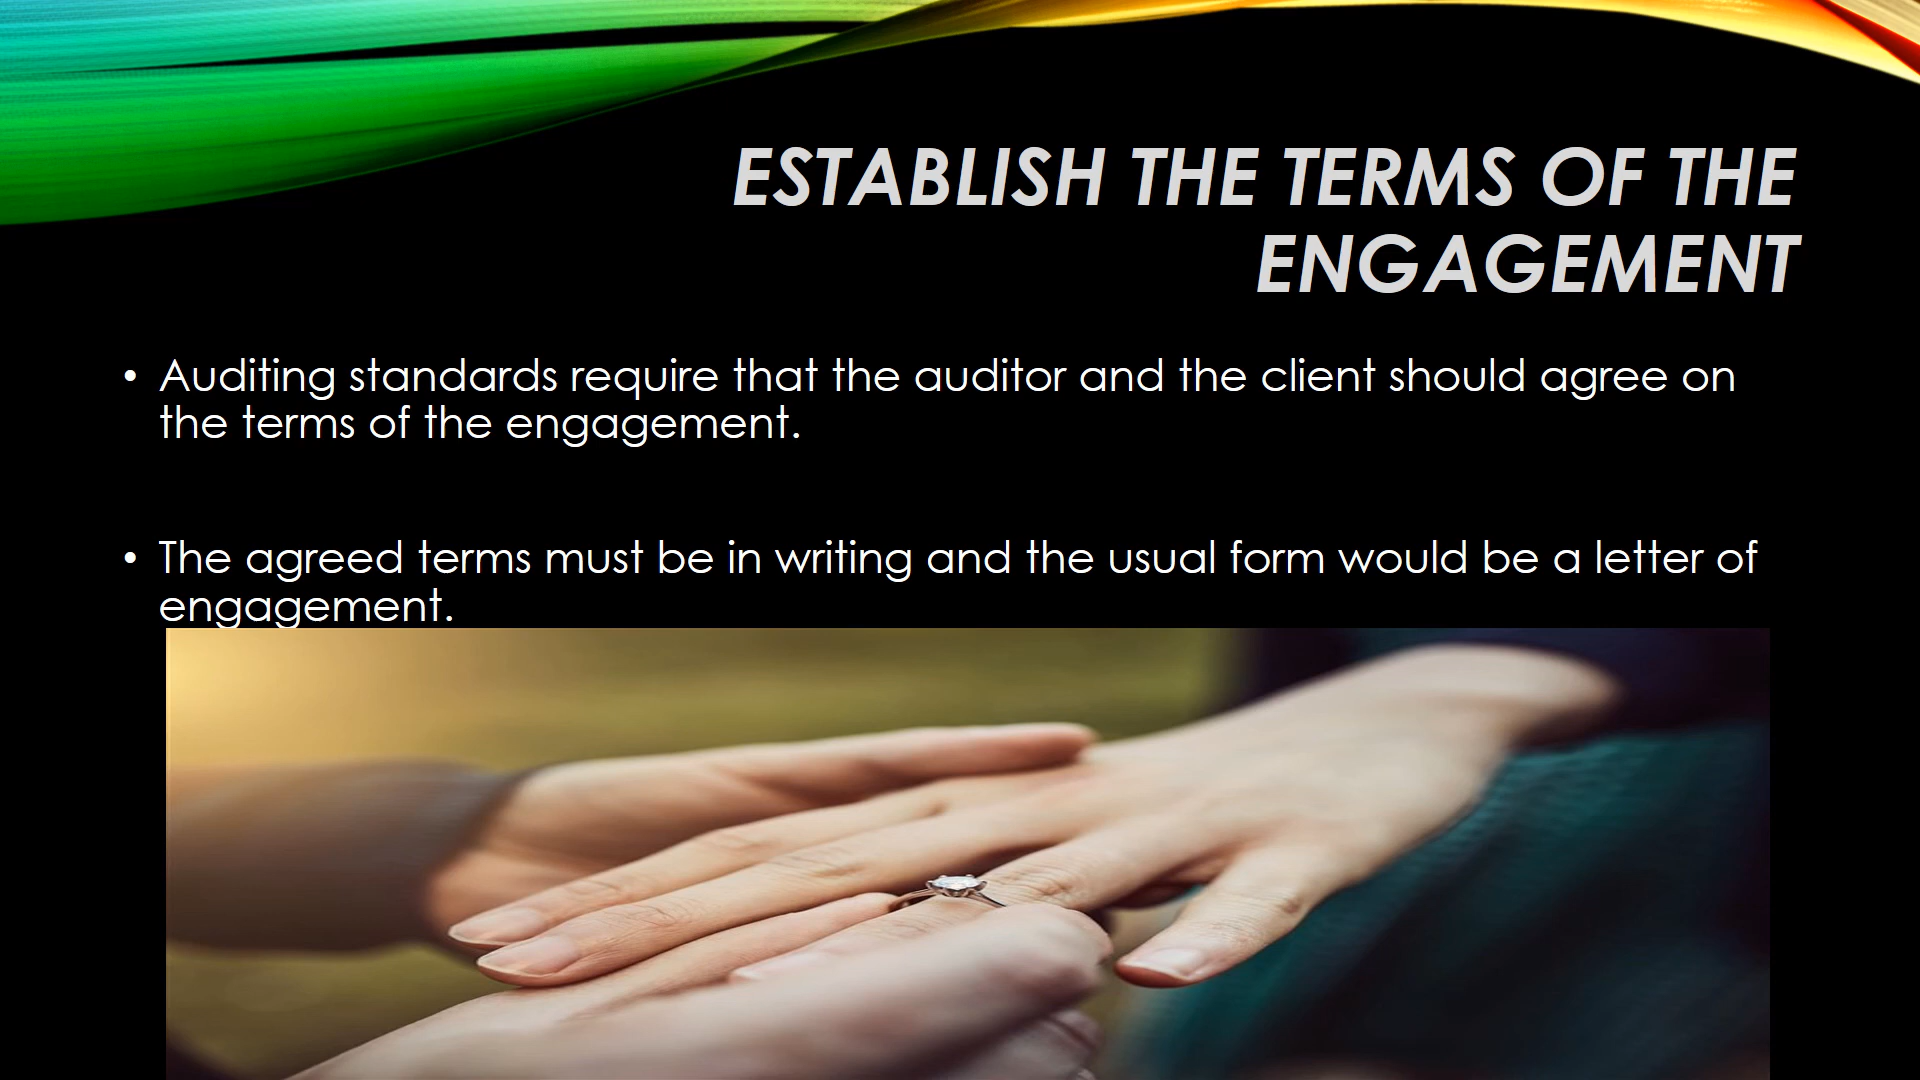 ESTABLISH THE TERMS OF THE
ENGAGEMENT
• Auditing standards require that the auditor and the client should agree on
the terms of the engagement.
• The agreed terms must be in writing and the usual form would be a letter of
engagement.